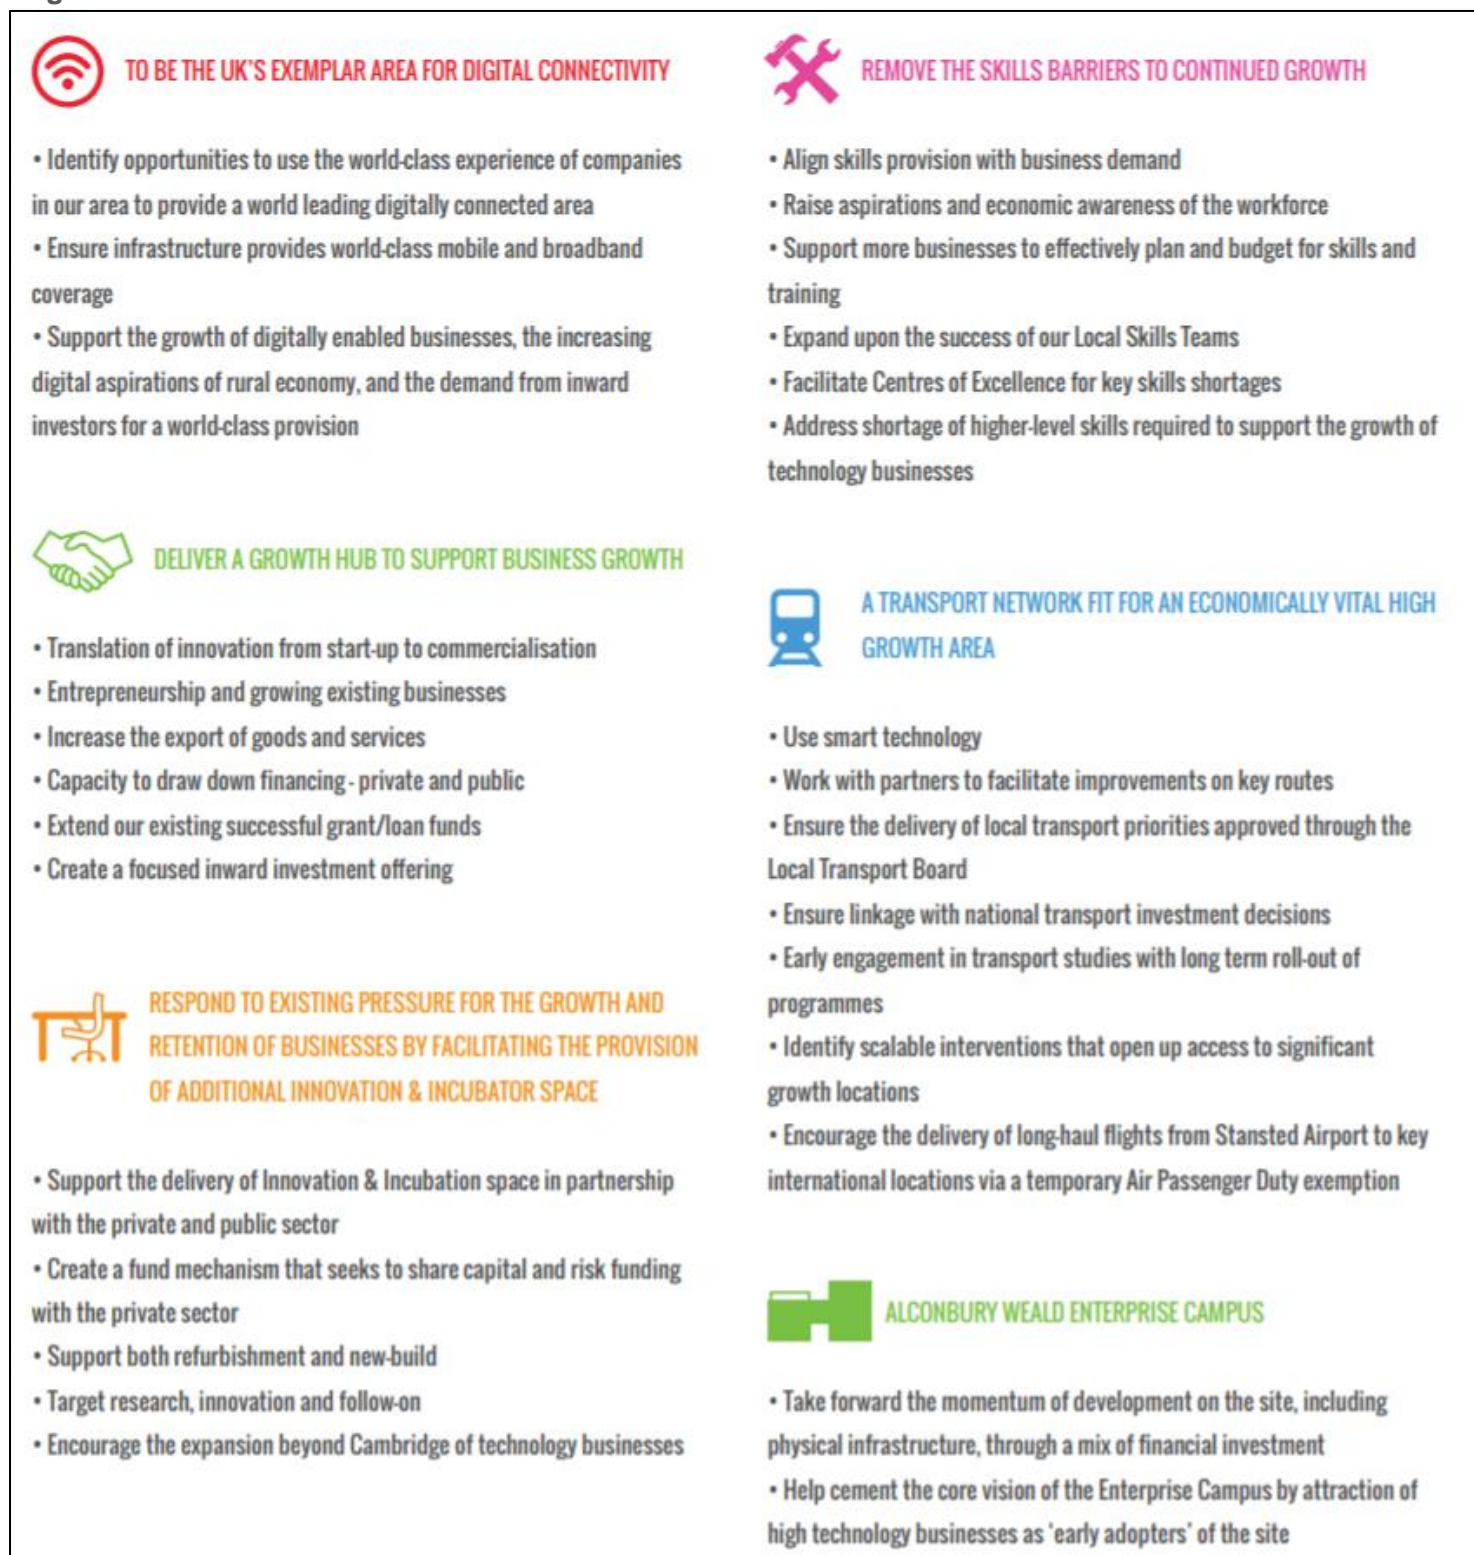 TO BE THE UK'S EXEMPLAR AREA FOR DIGITAL CONNECTIVITY
• Identify opportunities to use the world-class experience of companies
in our area to provide a world leading digitally connected area
• Ensure infrastructure provides world-class mobile and broadband
coverage
• Support the growth of digitally enabled businesses, the increasing
digital aspirations of rural economy, and the demand from inward
investors for a world-class provision
DELIVER A GROWTH HUB TO SUPPORT BUSINESS GROWTH
• Translation of innovation from start-up to commercialisation
• Entrepreneurship and growing existing businesses
• Increase the export of goods and services
• Capacity to draw down financing - private and public
• Extend our existing successful grant/loan funds
• Create a focused inward investment offering
RESPOND TO EXISTING PRESSURE FOR THE GROWTH AND
RETENTION OF BUSINESSES BY FACILITATING THE PROVISION
OF ADDITIONAL INNOVATION & INCUBATOR SPACE
• Support the delivery of Innovation & Incubation space in partnership
with the private and public sector
• Create a fund mechanism that seeks to share capital and risk funding
with the private sector
• Support both refurbishment and new-build
• Target research, innovation and follow-on
• Encourage the expansion beyond Cambridge of technology businesses
REMOVE THE SKILLS BARRIERS TO CONTINUED GROWTH
• Align skills provision with business demand
• Raise aspirations and economic awareness of the workforce
• Support more businesses to effectively plan and budget for skills and
training
• Expand upon the success of our Local Skills Teams
• Facilitate Centres of Excellence for key skills shortages
• Address shortage of higher-level skills required to support the growth of
technology businesses
A TRANSPORT NETWORK FIT FOR AN ECONOMICALLY VITAL HIGH
GROWTH AREA
• Use smart technology
• Work with partners to facilitate improvements on key routes
• Ensure the delivery of local transport priorities approved through the
Local Transport Board
• Ensure linkage with national transport investment decisions
• Early engagement in transport studies with long term roll-out of
programmes
• Identify scalable interventions that open up access to significant
growth locations
• Encourage the delivery of long-haul flights from Stansted Airport to key
international locations via a temporary Air Passenger Duty exemption
ALCONBURY WEALD ENTERPRISE CAMPUS
• Take forward the momentum of development on the site, including
physical infrastructure, through a mix of financial investment
• Help cement the core vision of the Enterprise Campus by attraction of
high technology businesses as 'early adopters' of the site